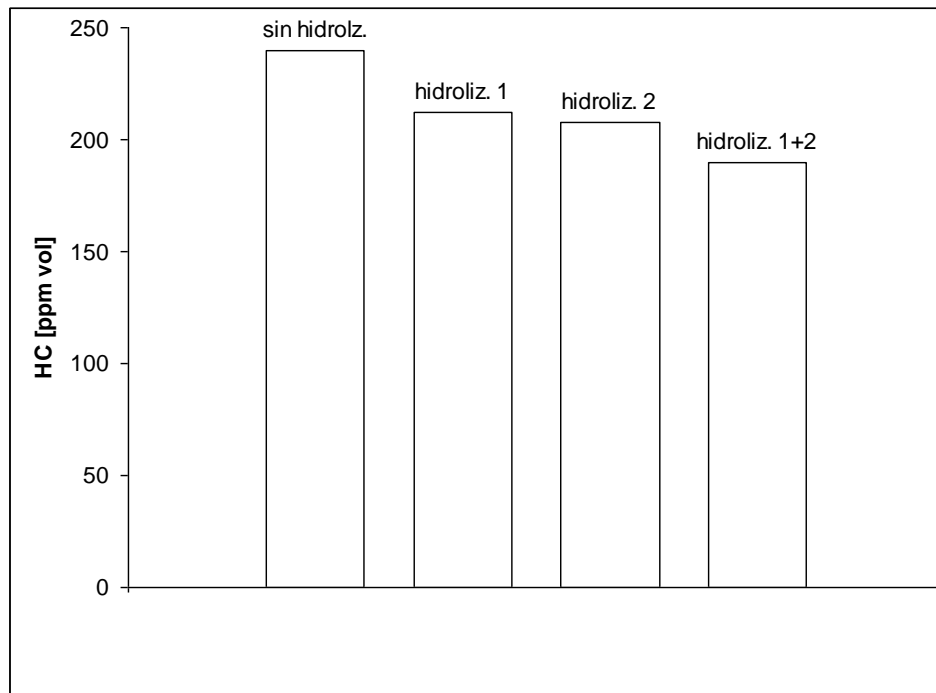 250
sin hidrolz.
hidroliz. 1
hidroliz. 2
200
hidroliz. 1+2
150
100
50
0
HC [ppm vol]